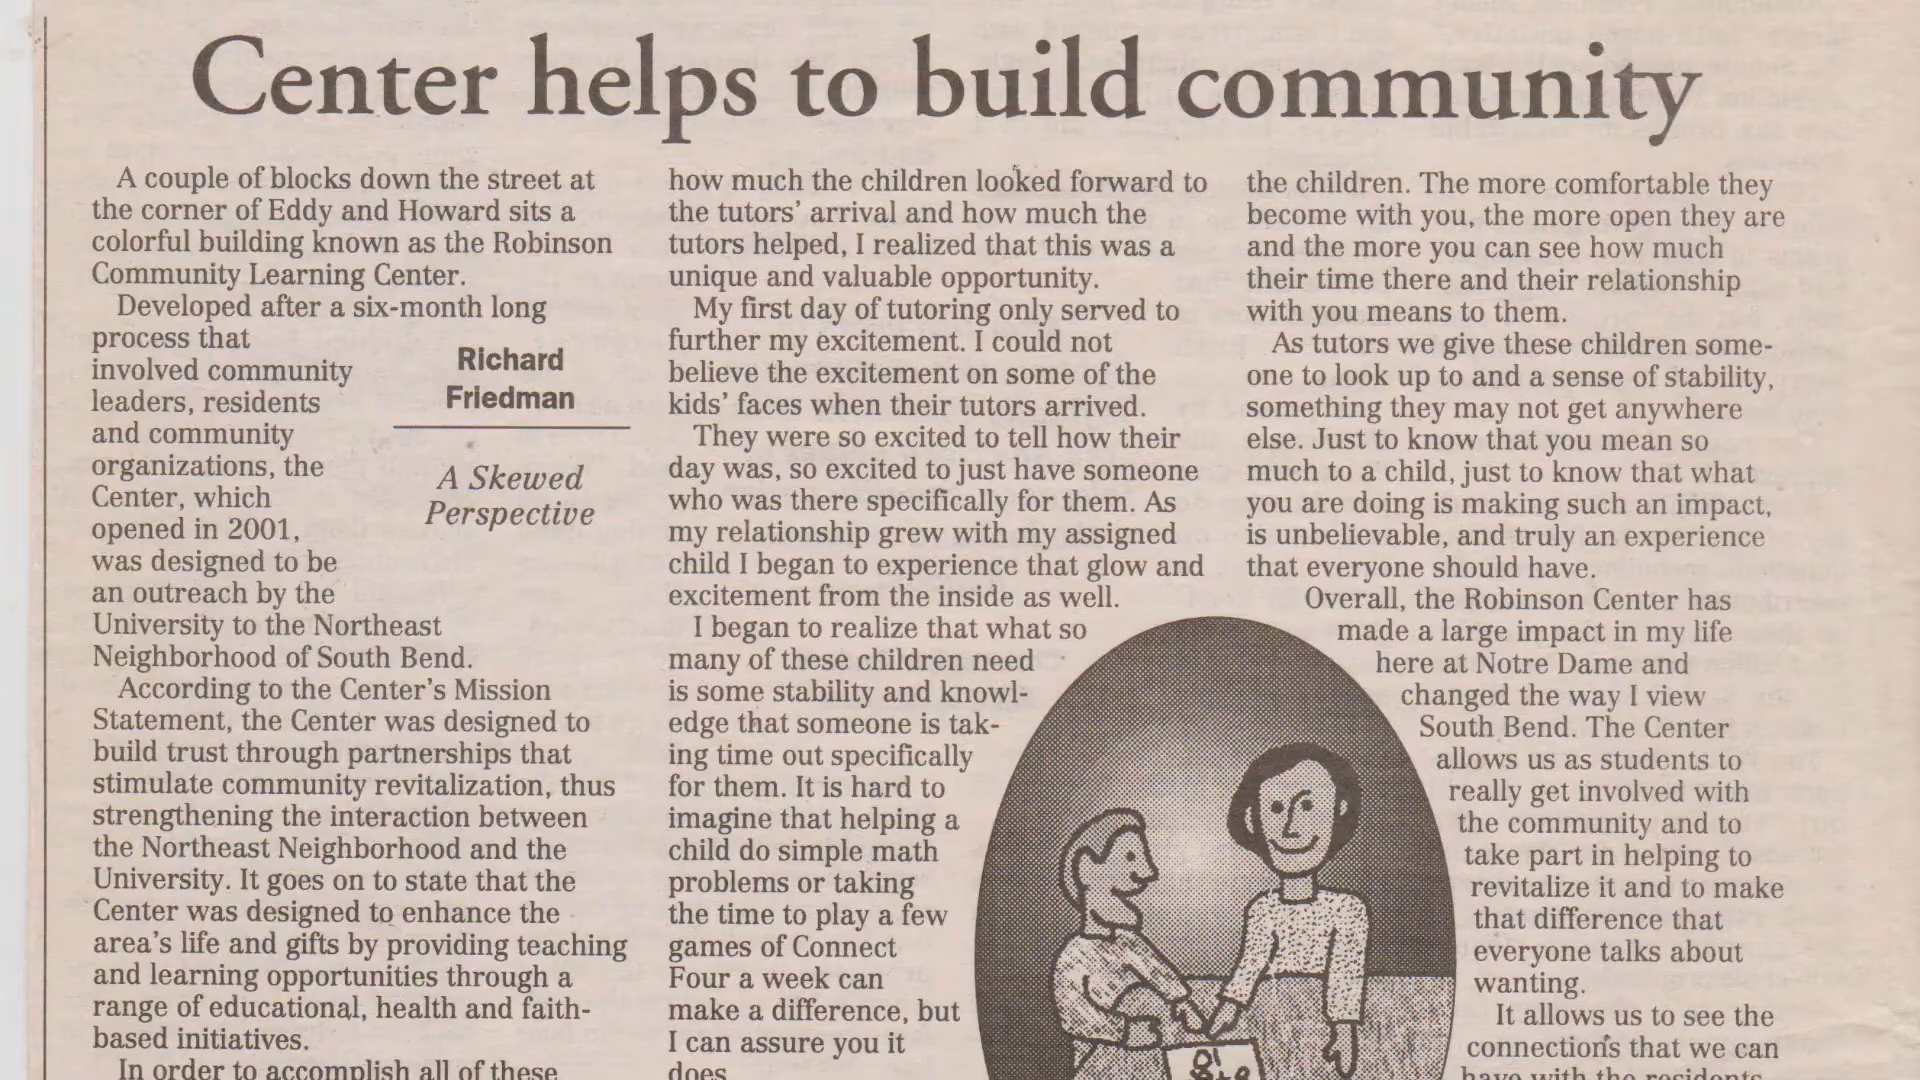 Center helps to build community
A couple of blocks down the street at
the corner of Eddy and Howard sits a
colorful building known as the Robinson
Community Learning Center.
Developed after a six-month long
process that
involved community
leaders, residents
and community
organizations, the
Center, which
opened in 2001,
was designed to be
an outreach by the
University to the Northeast
Neighborhood of South Bend.
According to the Center's Mission
Statement, the Center was designed to
build trust through partnerships that
stimulate community revitalization, thus
strengthening the interaction between
the Northeast Neighborhood and the
University. It goes on to state that the
Center was designed to enhance the
area's life and gifts by providing teaching
and learning opportunities through a
range of educational, health and faith-
based initiatives.
In order to accomplish all of these
Richard
Friedman
A Skewed
Perspective
how much the children looked forward to
the tutors' arrival and how much the
tutors helped, I realized that this was a
unique and valuable opportunity.
My first day of tutoring only served to
further my excitement. I could not
believe the excitement on some of the
kids' faces when their tutors arrived.
They were so excited to tell how their
day was, so excited to just have someone
who was there specifically for them. As
my relationship grew with my assigned
child I began to experience that glow and
excitement from the inside as well.
I began to realize that what so
many of these children need
is some stability and knowl-
edge that someone is tak-
ing time out specifically
for them. It is hard to
imagine that helping a
child do simple math
problems or taking
the time to play a few
games of Connect
Four a week can
make a difference, but
I can assure you it
does
the children. The more comfortable they
become with you, the more open they are
and the more you can see how much
their time there and their relationship
with you means to them.
As tutors we give these children some-
one to look up to and a sense of stability,
something they may not get anywhere
else. Just to know that you mean so
much to a child, just to know that what
you are doing is making such an impact,
is unbelievable, and truly an experience
that everyone should have.
Overall, the Robinson Center has
made a large impact in my life
here at Notre Dame and
changed the way I view
South Bend. The Center
allows us as students to
really get involved with
the community and to
take part in helping to
revitalize it and to make
that difference that
everyone talks about
wanting.
It allows us to see the
connections that we can
have with the residents